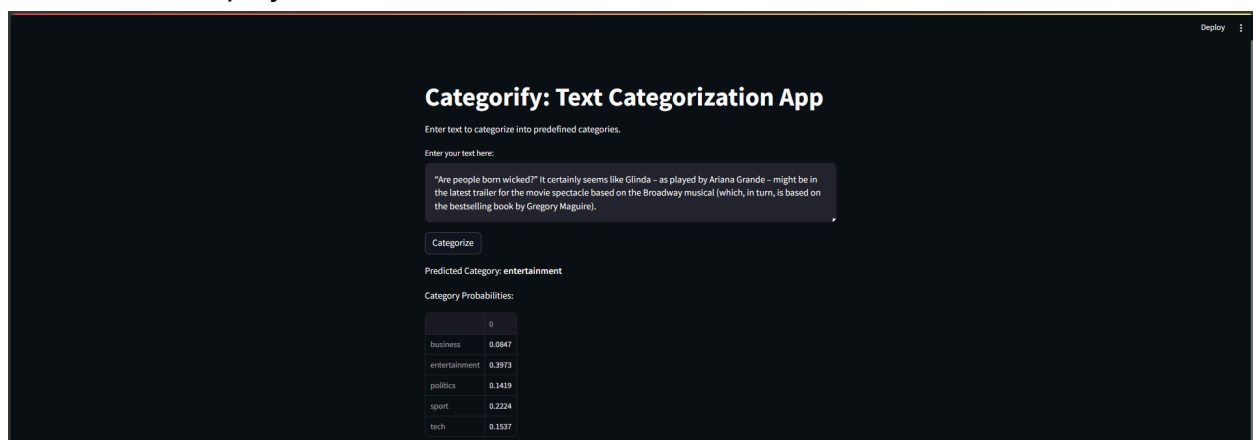 Deploy
Categorify: Text Categorization App
Enter text to categorize into predefined categories.
Enter your text here:
"Are people born wicked?" It certainly seems like Glinda – as played by Ariana Grande – might be in
the latest trailer for the movie spectacle based on the Broadway musical (which, in turn, is based on
the bestselling book by Gregory Maguire).
Categorize
Predicted Category: entertainment
Category Probabilities:
0
business 0.0847
entertainment 0.3973
politics 0.1419
sport 0.2224
tech 0.1537